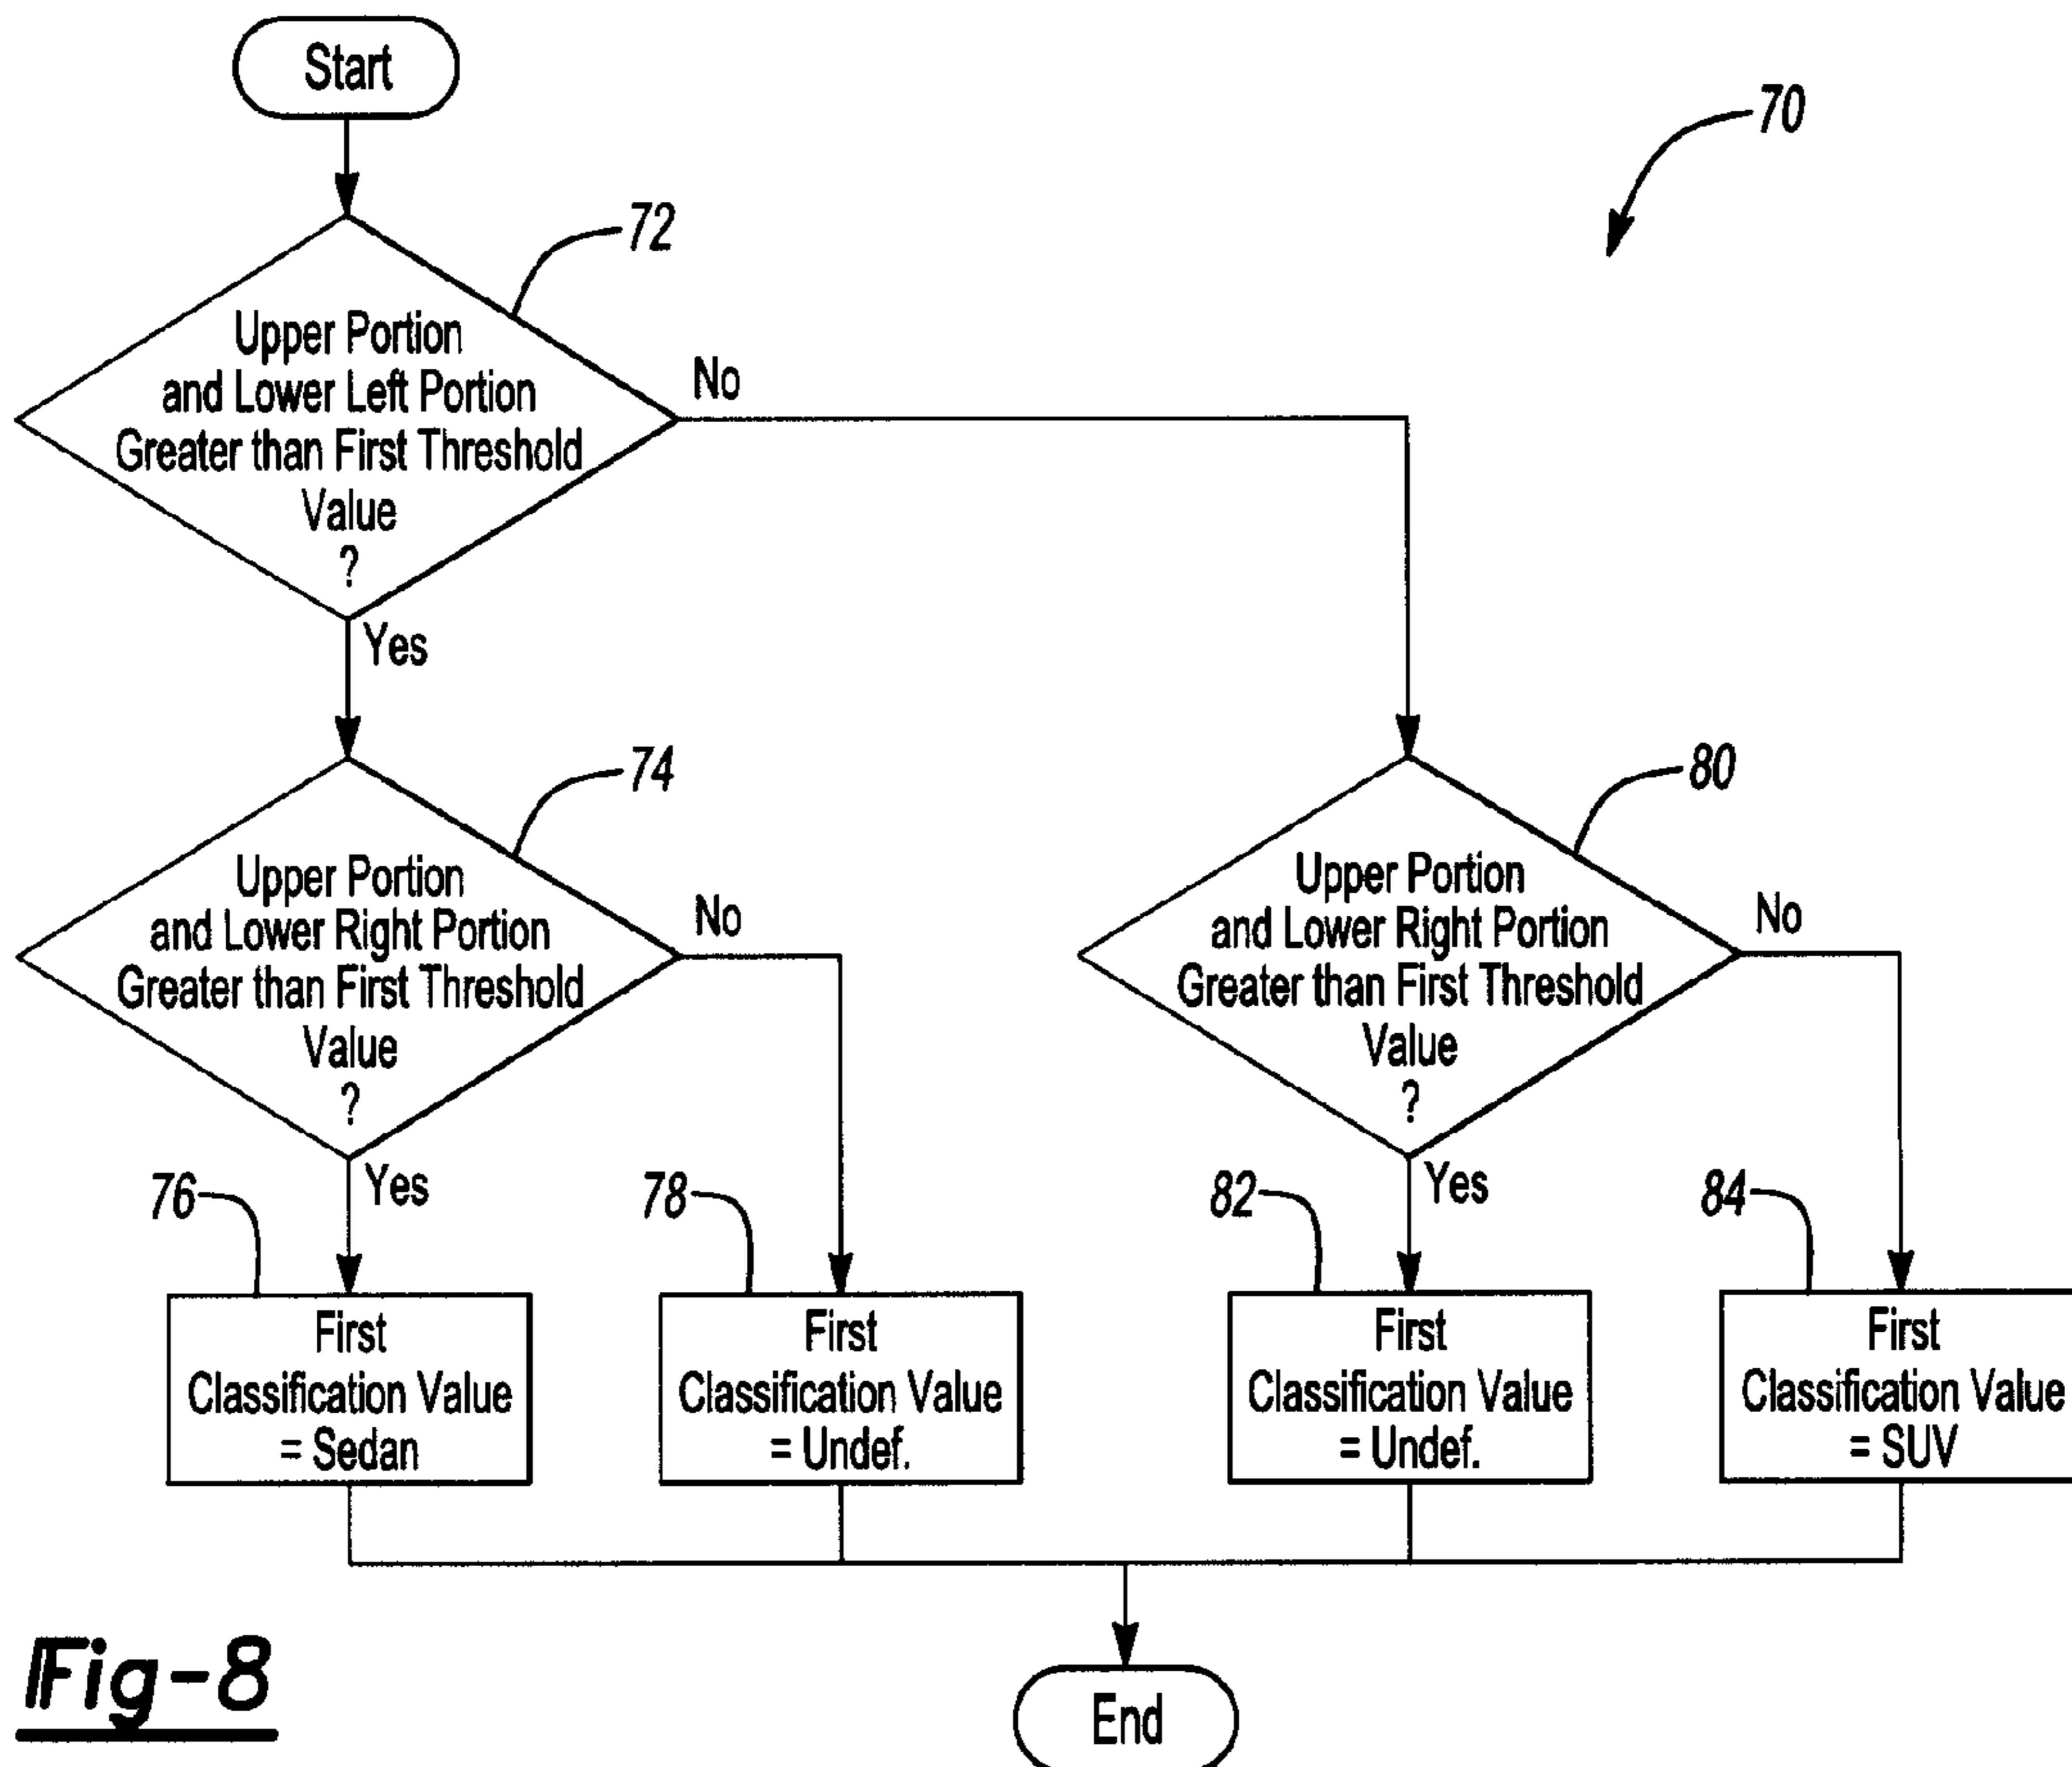 Start
70
72
Upper Portion
and Lower Left Portion
Greater than First Threshold
Value
?
No
Yes
74
Upper Portion
and Lower Right Portion
Greater than First Threshold
Value
?
No
Yes
80
Upper Portion
and Lower Right Portion
Greater than First Threshold
Value
?
No
Yes
76
First
Classification Value
= Sedan
78
First
Classification Value
= Undef.
82
First
Classification Value
= Undef.
84
First
Classification Value
= SUV
End
Fig-8